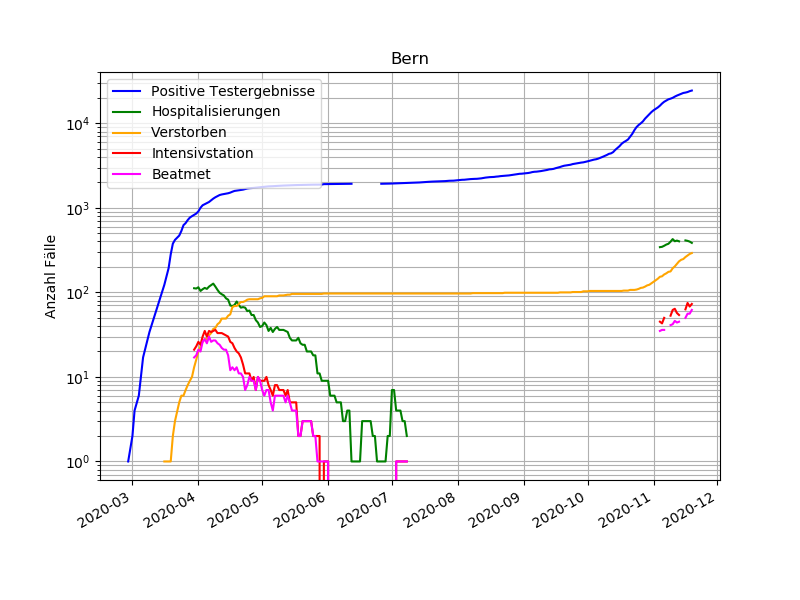 Bern
Positive Testergebnisse
Hospitalisierungen
Verstorben
Intensivstation
Beatmet
Anzahl Fälle
10^4
10^3
10^2
10^1
10^0
2020-03 2020-04 2020-05 2020-06 2020-07 2020-08 2020-09 2020-10 2020-11 2020-12